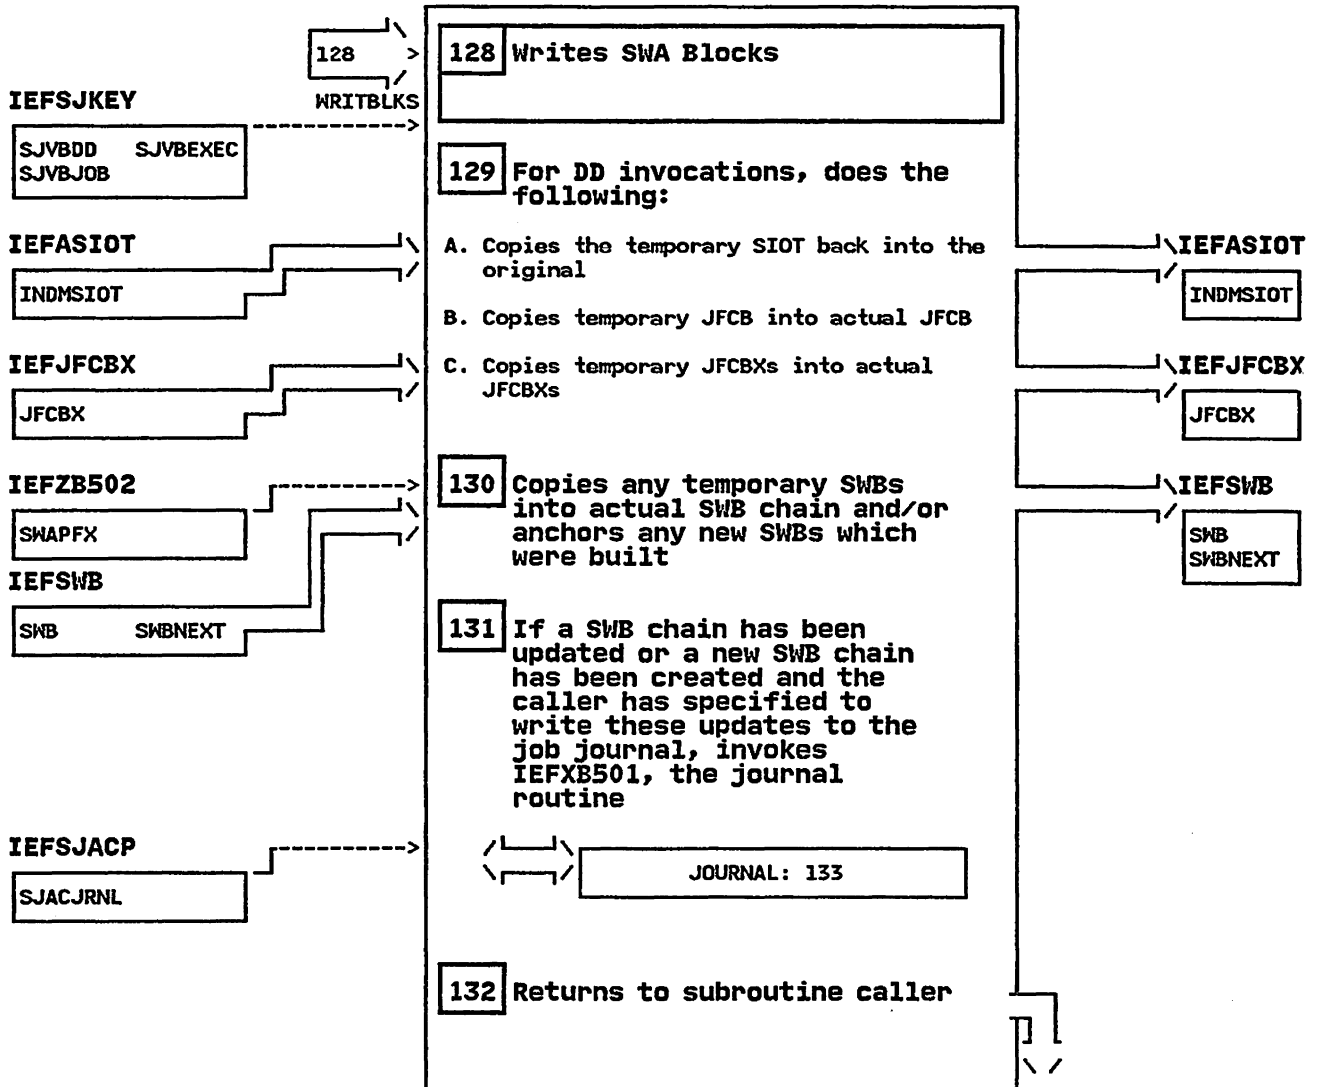 128
128 Writes SWA Blocks
IEFSJKEY
WRITBLKS
SJVBDD SJVBEXEC
SJVBJOB
129 For DD invocations, does the
following:
IEFASIOT
INDMSIOT
A. Copies the temporary SIOT back into the
original
IEFASIOT
INDMSIOT
B. Copies temporary JFCB into actual JFCB
IEFJFCBX
JFCBX
C. Copies temporary JFCBXs into actual
JFCBXs
IEFJFCBX
JFCBX
IEFZB502
SWAPFX
130 Copies any temporary SWBs
into actual SWB chain and/or
anchors any new SWBs which
were built
IEFSWB
SWB
SWBNEXT
IEFSWB
SWB SWBNEXT
131 If a SWB chain has been
updated or a new SWB chain
has been created and the
caller has specified to
write these updates to the
job journal, invokes
IEFXB501, the journal
routine
IEFSJACP
SJACJRNL
JOURNAL: 133
132 Returns to subroutine caller